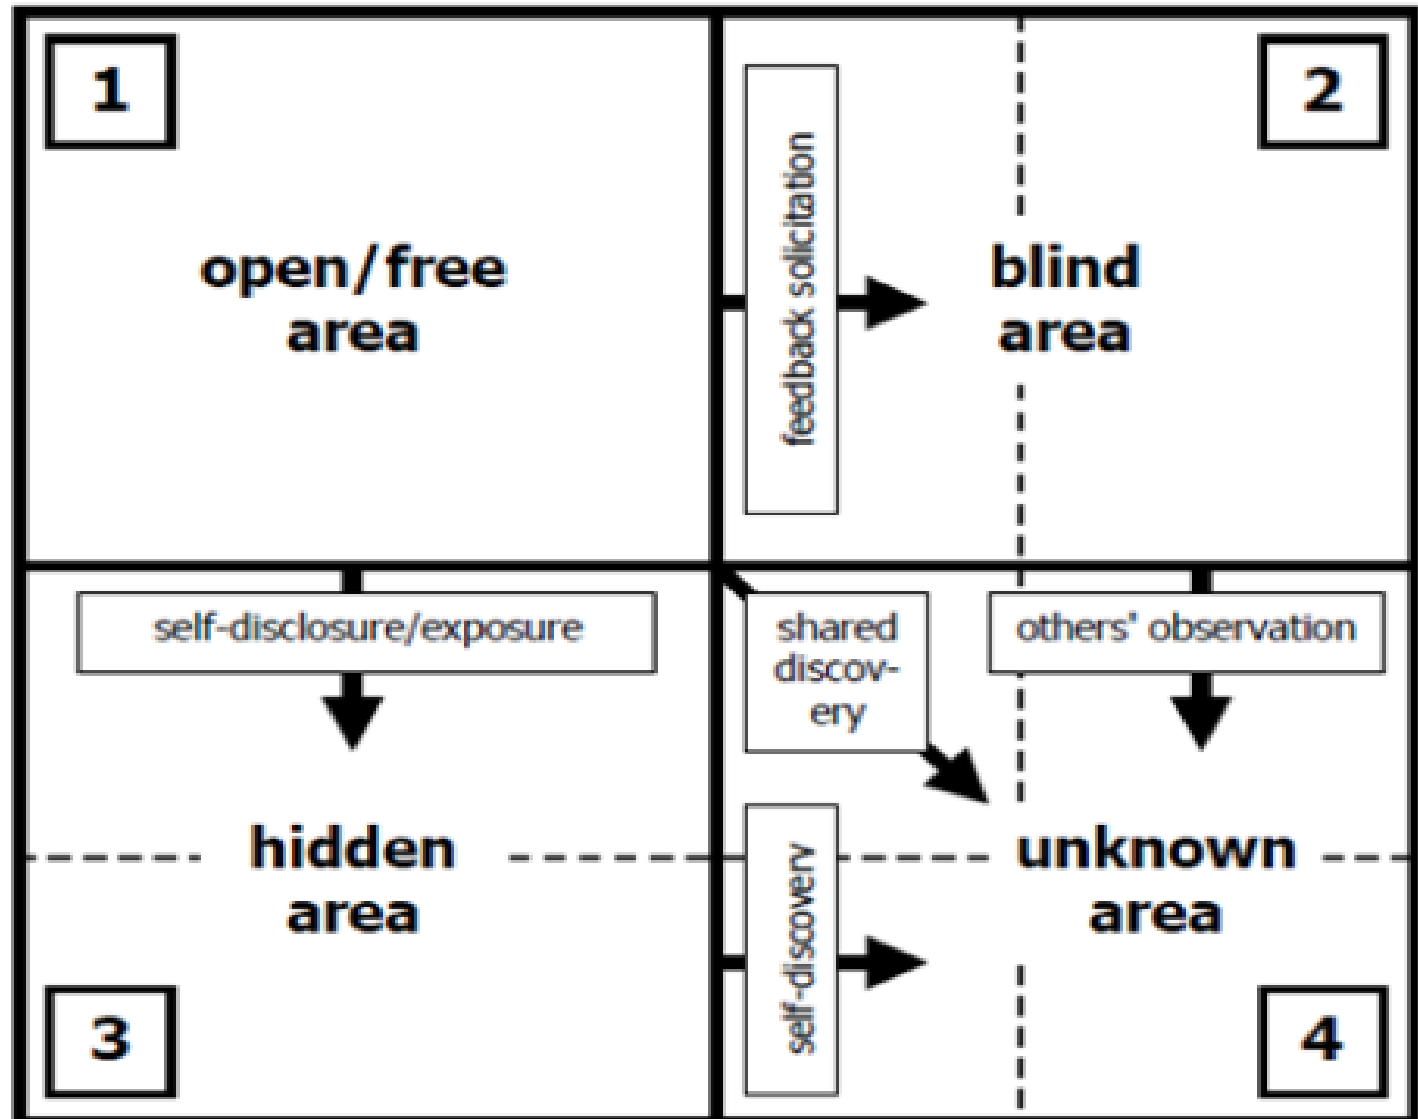 1
2
open/free
area
feedback solicitation
blind
area
self-disclosure/exposure
shared
discov-
ery
others' observation
hidden
area
self-discovery
unknown
area
3
4